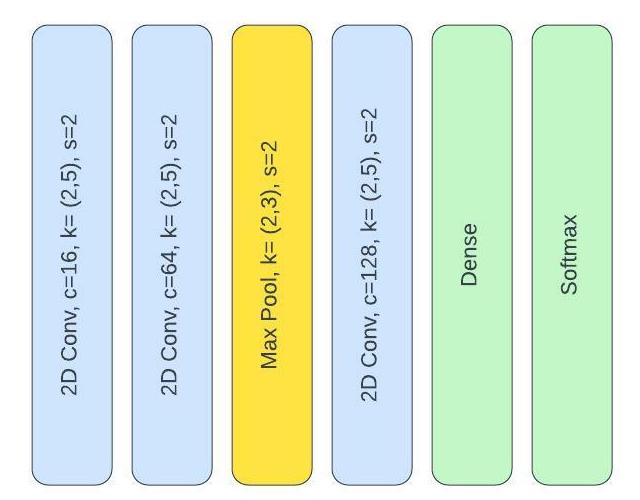 2D Conv, c=16, k= (2,5), s=2
2D Conv, c=64, k= (2,5), s=2
Max Pool, k= (2,3), s=2
2D Conv, c=128, k= (2,5), s=2
Dense
Softmax